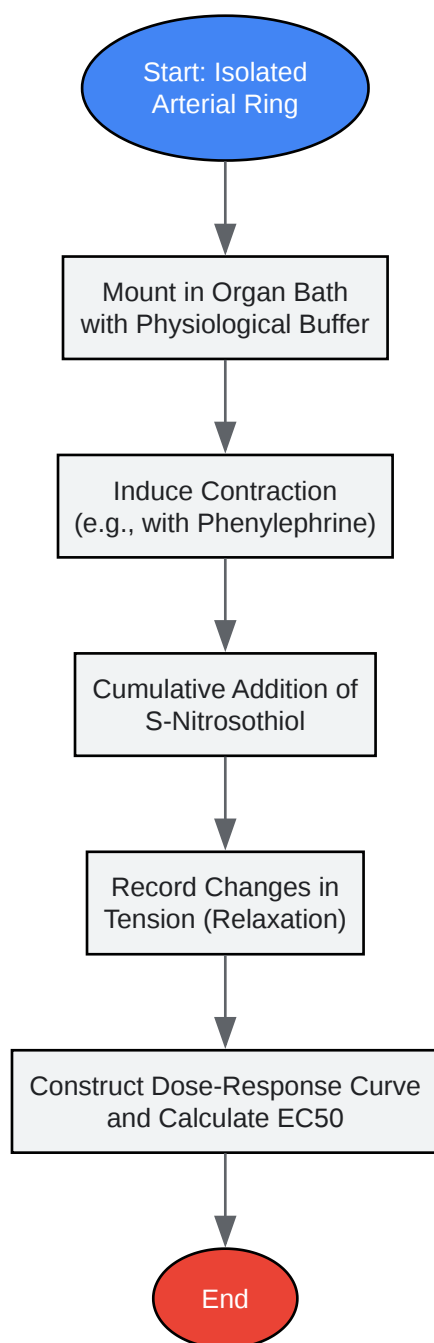 Start: Isolated
Arterial Ring
Mount in Organ Bath
with Physiological Buffer
Induce Contraction
(e.g., with Phenylephrine)
Cumulative Addition of
S-Nitrosothiol
Record Changes in
Tension (Relaxation)
Construct Dose-Response Curve
and Calculate EC50
End